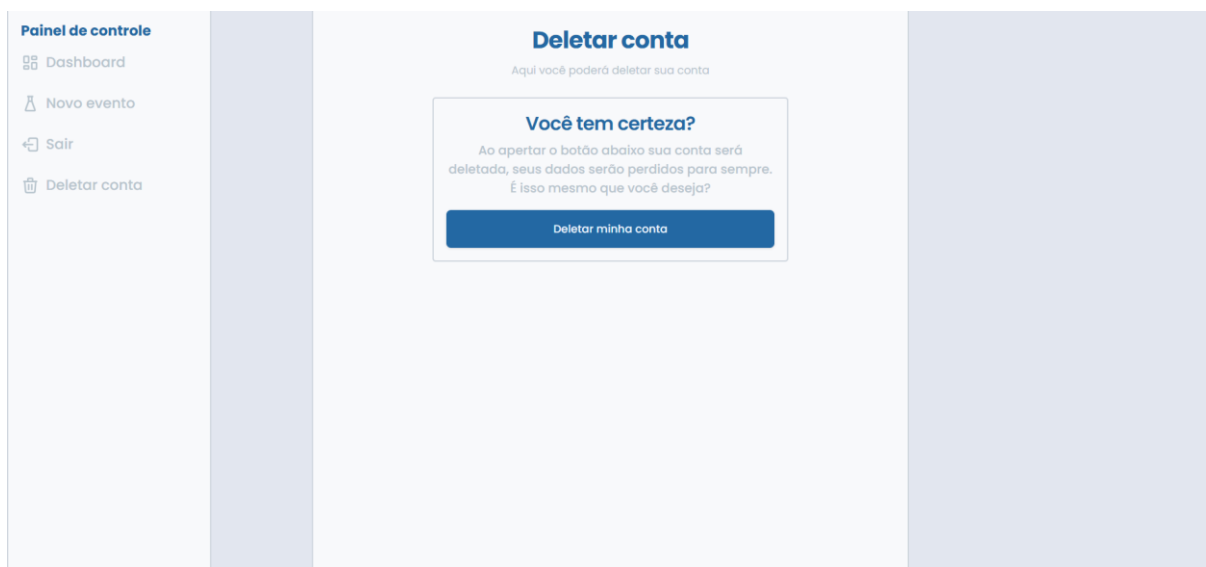 Painel de controle
Dashboard
Novo evento
Sair
Deletar conta
Deletar conta
Aqui você poderá deletar sua conta
Você tem certeza?
Ao apertar o botão abaixo sua conta será
deletada, seus dados serão perdidos para sempre.
É isso mesmo que você deseja?
Deletar minha conta